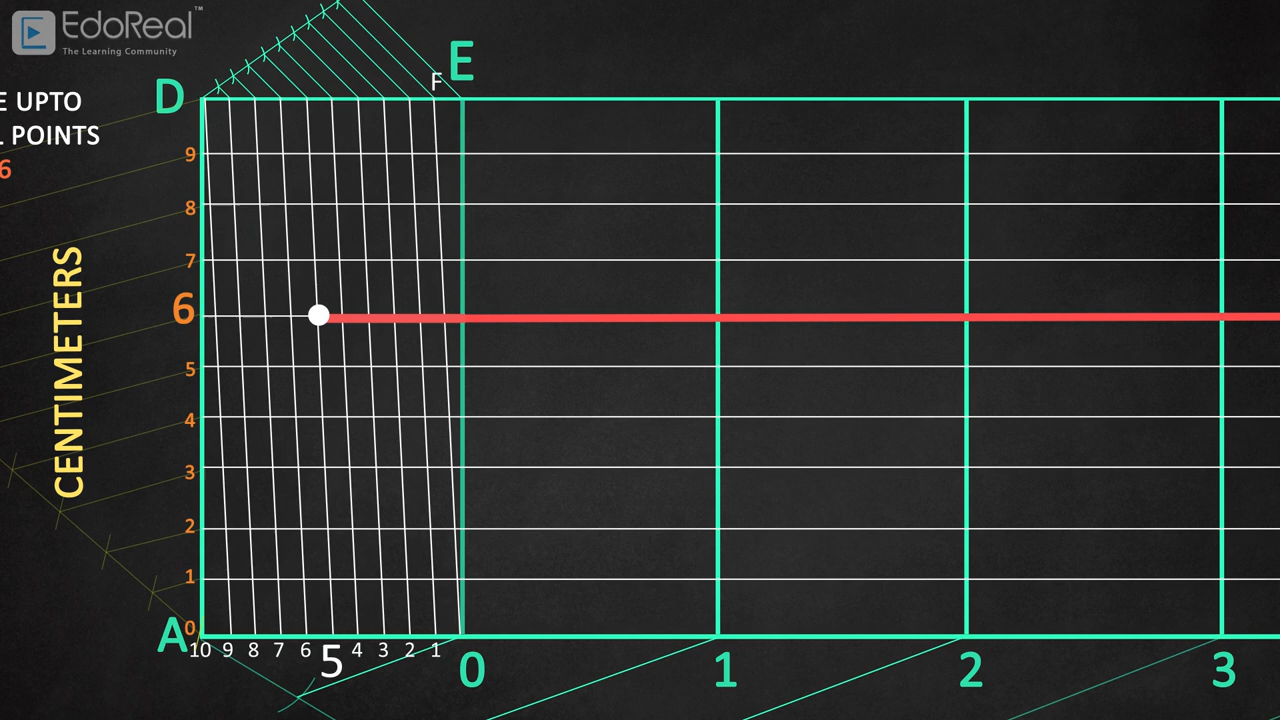 EdoReal™
The Learning Community
E
F
D
E UPTO
POINTS
6
9
8
7
6
5
4
3
2
1
0
CENTIMETERS
A
10 9 8 7 6 5 4 3 2 1
0 1 2 3